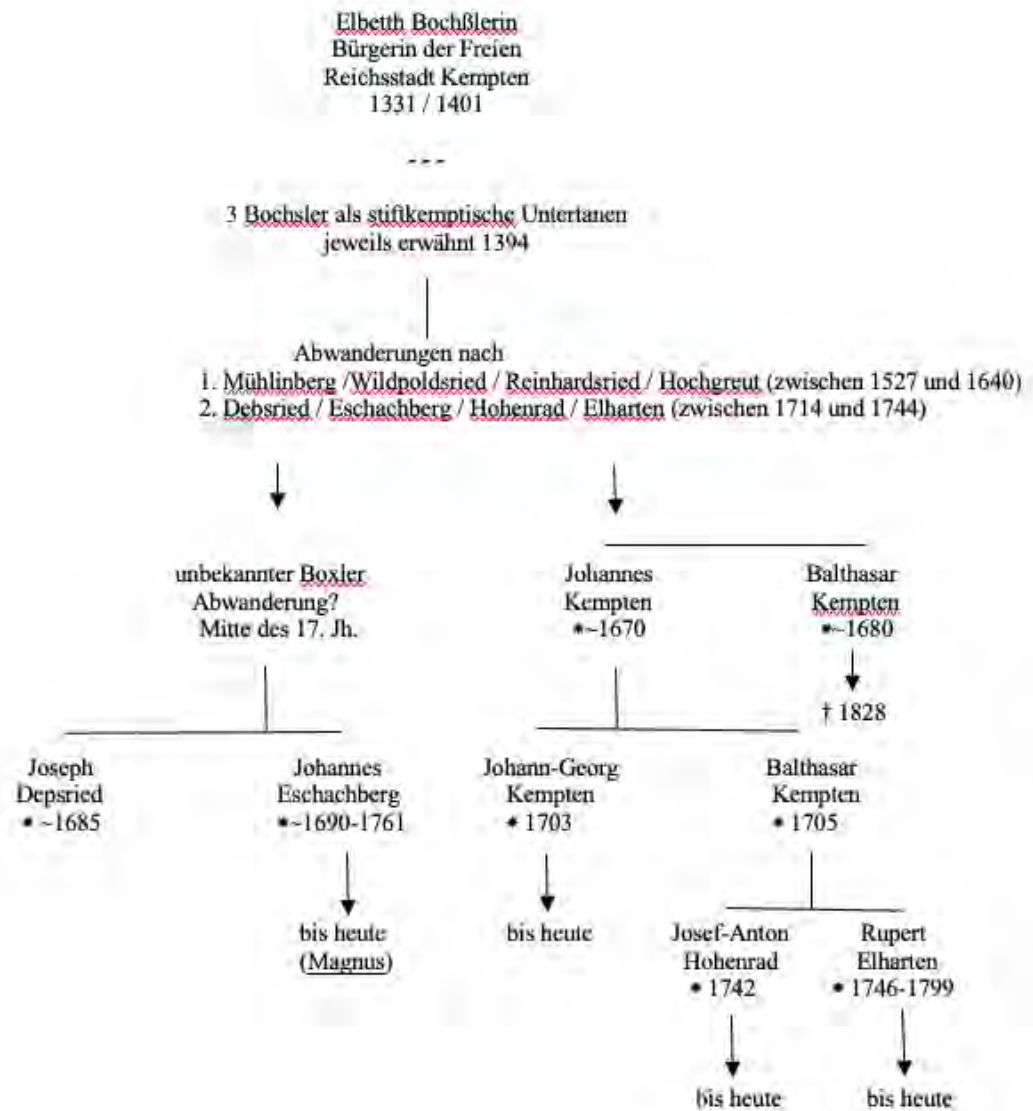 Elbetth Bochßlerin
Bürgerin der Freien
Reichsstadt Kempten
1331 / 1401
- - -
3 Bochsler als stiftkemptische Untertanen
jeweils erwähnt 1394
Abwanderungen nach
1. Mühlinberg /Wildpoldsried / Reinhardsried / Hochgreut (zwischen 1527 und 1640)
2. Debsried / Eschachberg / Hohenrad / Elharten (zwischen 1714 und 1744)
unbekannter Boxler
Abwanderung?
Mitte des 17. Jh.
Johannes
Kempten
*~1670
Balthasar
Kempten
*~1680
† 1828
Joseph
Depsried
* ~1685
Johannes
Eschachberg
*~1690-1761
bis heute
(Magnus)
Johann-Georg
Kempten
* 1703
bis heute
Balthasar
Kempten
* 1705
Josef-Anton
Hohenrad
* 1742
bis heute
Rupert
Elharten
* 1746-1799
bis heute